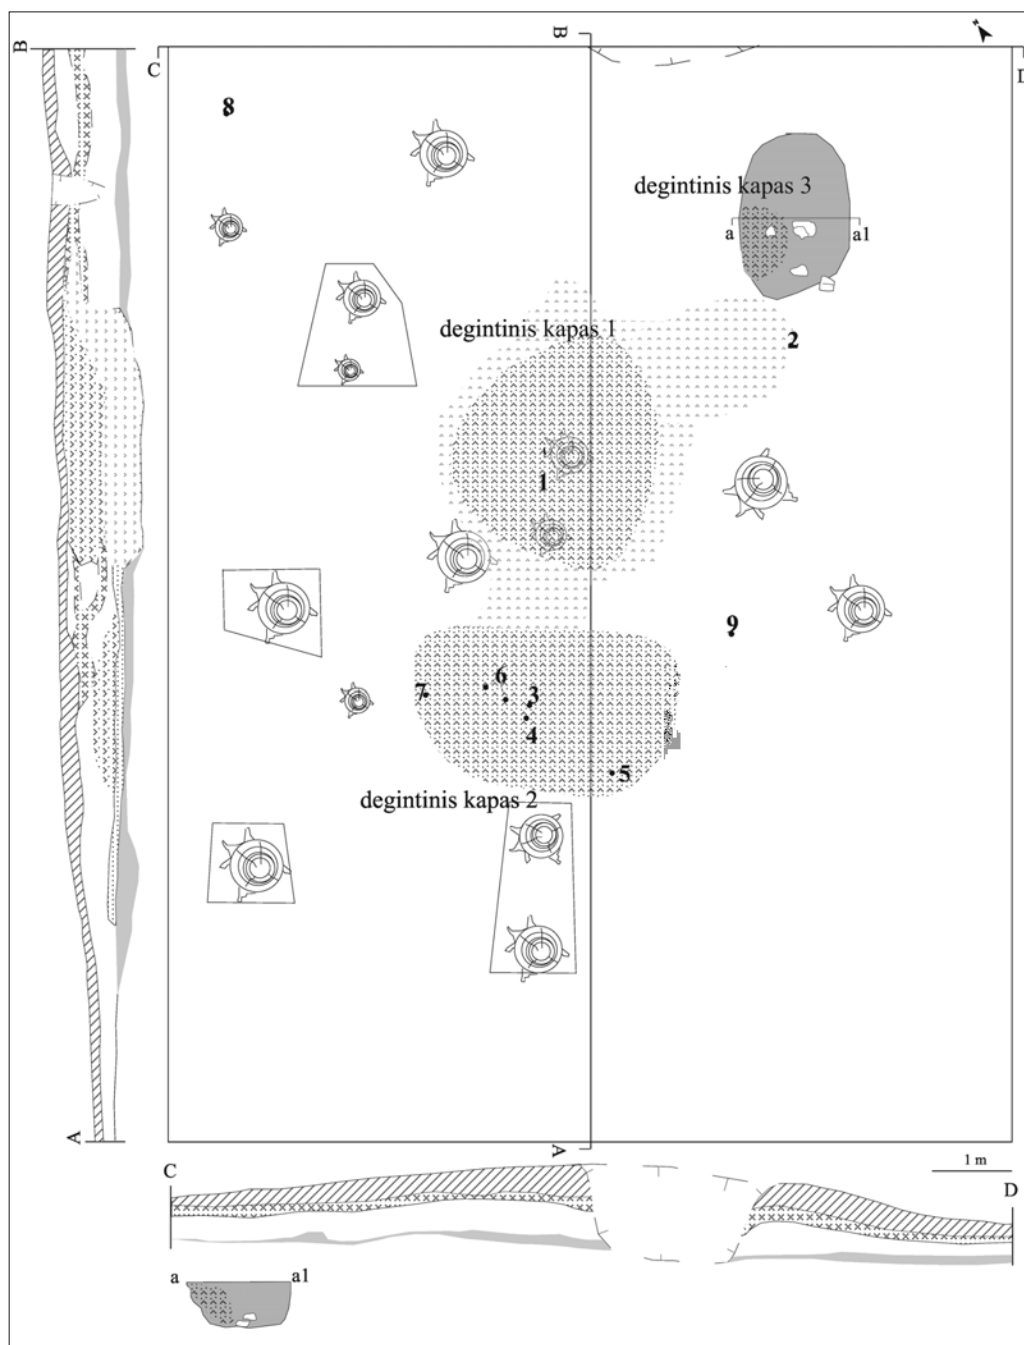 B
B
C
D
8
degintinis kapas 3
a
a1
degintinis kapas 1
2
1
9
6
7
3
4
5
degintinis kapas 2
A
A
C
1 m
D
a
a1